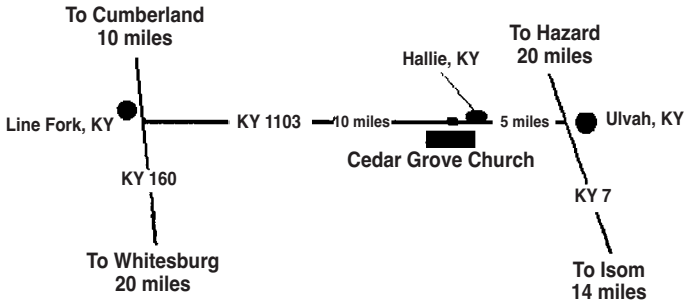 To Cumberland
10 miles
To Hazard
20 miles
Hallie, KY
Line Fork, KY
KY 1103
10 miles
5 miles
Ulvah, KY
Cedar Grove Church
KY 160
KY 7
To Whitesburg
20 miles
To Isom
14 miles